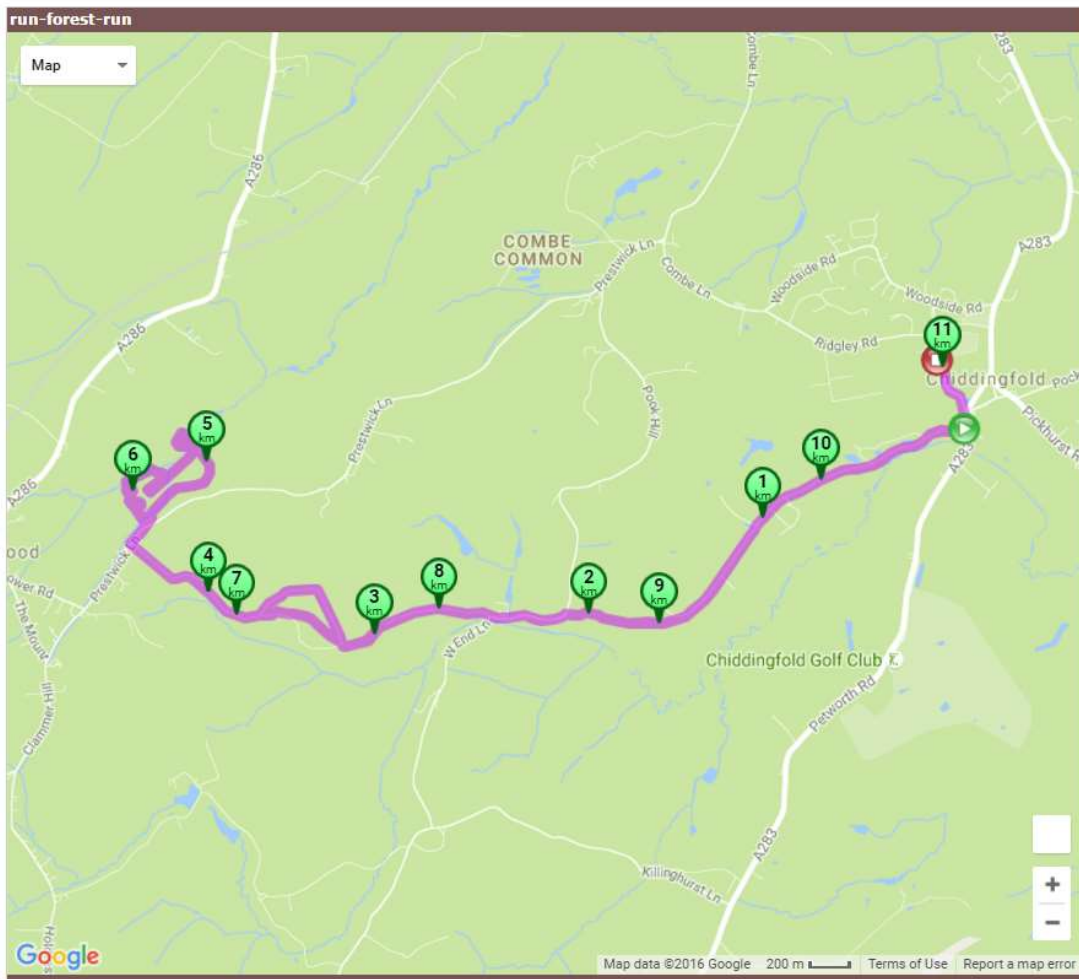 run-forest-run
Map
Combe Ln
A283
A286
COMBE
COMMON
Prestwick Ln
Combe Ln
Woodside Rd
Woodside Rd
A283
A286
Ridgley Rd
11
km
Chiddingfold
Pock
Pickhurst R
Pook Hill
Prestwick Ln
5
km
6
km
A286
10
km
A283
1
km
ood
ower Rd
Prestwick Ln
The Mount
4
km
7
km
3
km
8
km
2
km
9
km
W End Ln
Chiddingfold Golf Club
Petworth Rd
Clammer Hill
A283
Killinghurst Ln
Holdfas
+
−
Google
Map data ©2016 Google 200 m Terms of Use Report a map error